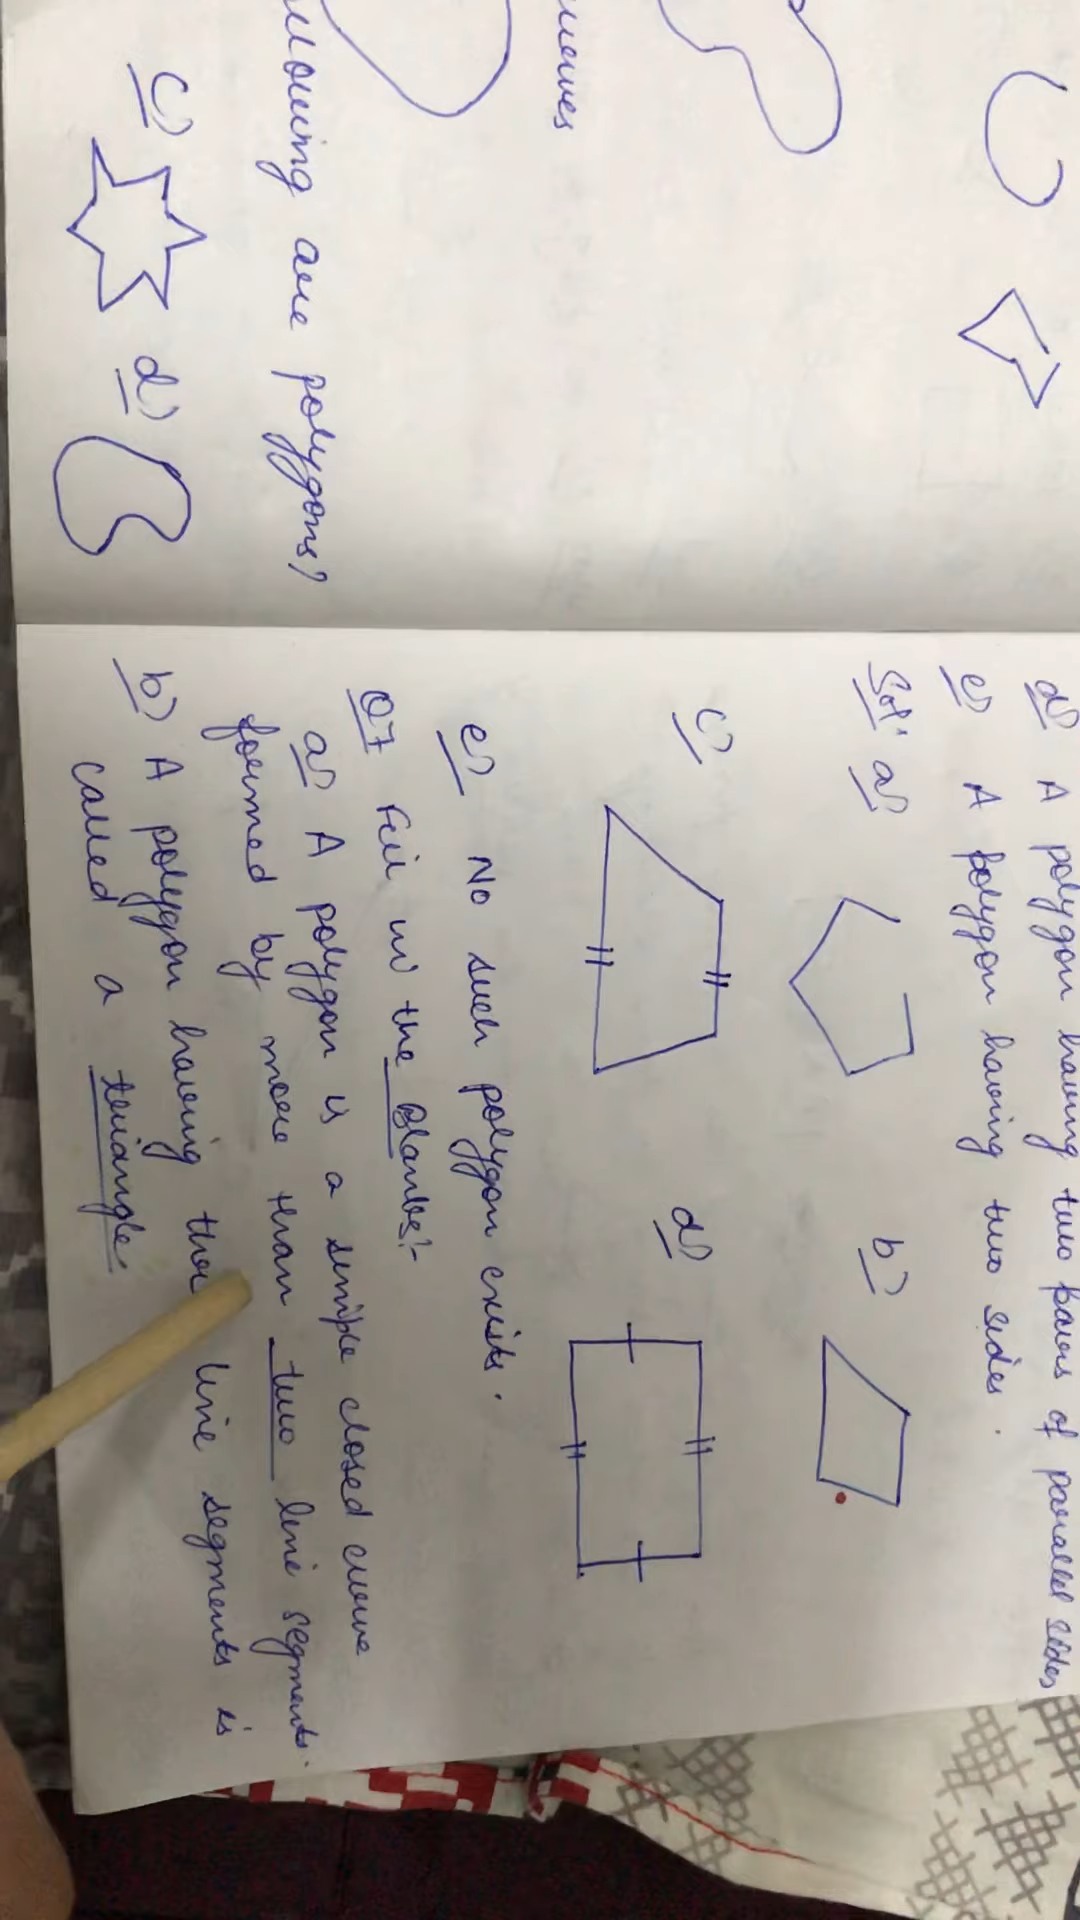 curves
are polygons?
c)
d)
d) A polygon having two pairs of parallel sides
e) A polygon having two sides.
Sol. a)
b)
c)
d)
e) No such polygon exists.
Q7 Fill in the Blanks:-
a) A polygon is a simple closed curve
formed by more than two line segments.
b) A polygon having line segments is
called a triangle.